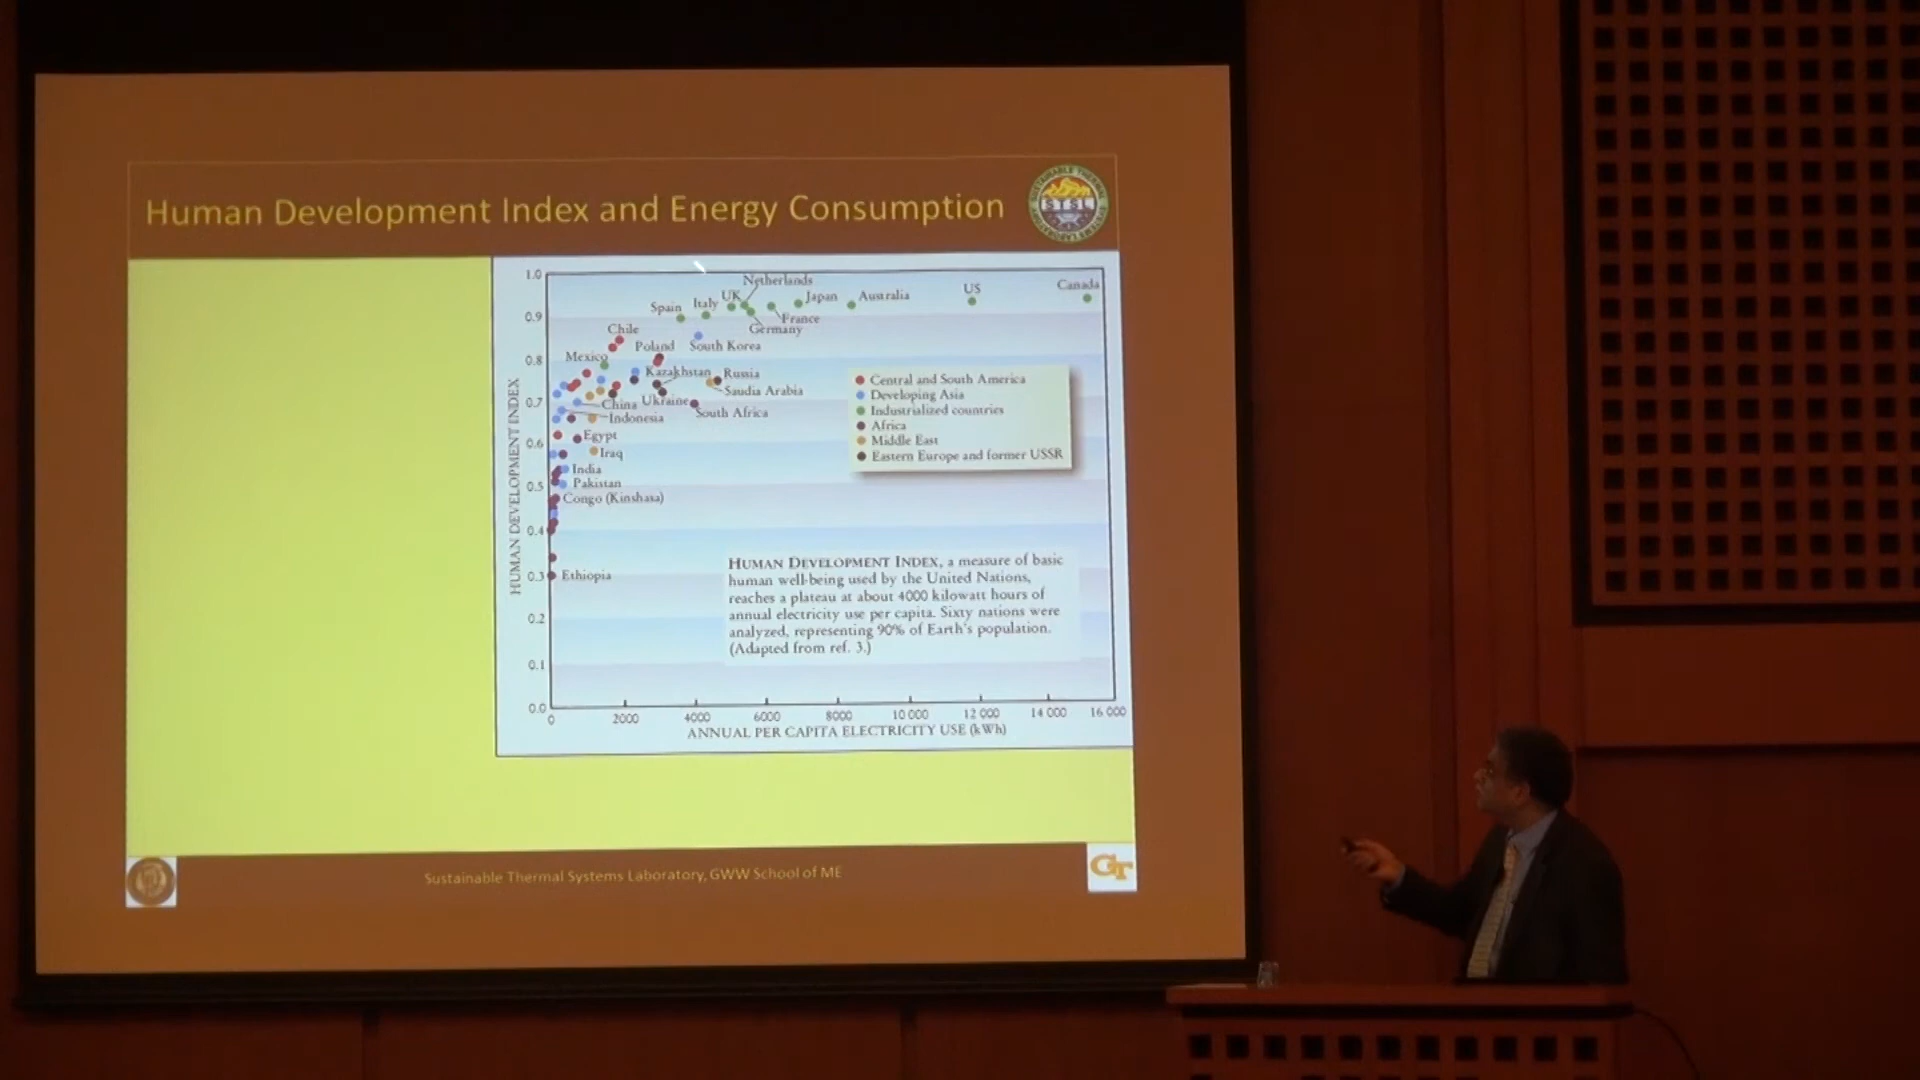 Human Development Index and Energy Consumption
SUSTAINABLE THERMAL SYSTEMS LABORATORY
STSL
HUMAN DEVELOPMENT INDEX
1.0
0.9
0.8
0.7
0.6
0.5
0.4
0.3
0.2
0.1
0.0
Netherlands
UK
Italy
Spain
Japan
Australia
US
Canada
France
Germany
Chile
Poland
South Korea
Mexico
Kazakhstan
Russia
Saudia Arabia
China
Ukraine
South Africa
Indonesia
Egypt
Iraq
India
Pakistan
Congo (Kinshasa)
Ethiopia
Central and South America
Developing Asia
Industrialized countries
Africa
Middle East
Eastern Europe and former USSR
HUMAN DEVELOPMENT INDEX, a measure of basic
human well-being used by the United Nations,
reaches a plateau at about 4000 kilowatt hours of
annual electricity use per capita. Sixty nations were
analyzed, representing 90% of Earth's population.
(Adapted from ref. 3.)
0 2000 4000 6000 8000 10 000 12 000 14 000 16 000
ANNUAL PER CAPITA ELECTRICITY USE (kWh)
Sustainable Thermal Systems Laboratory, GWW School of ME
GT